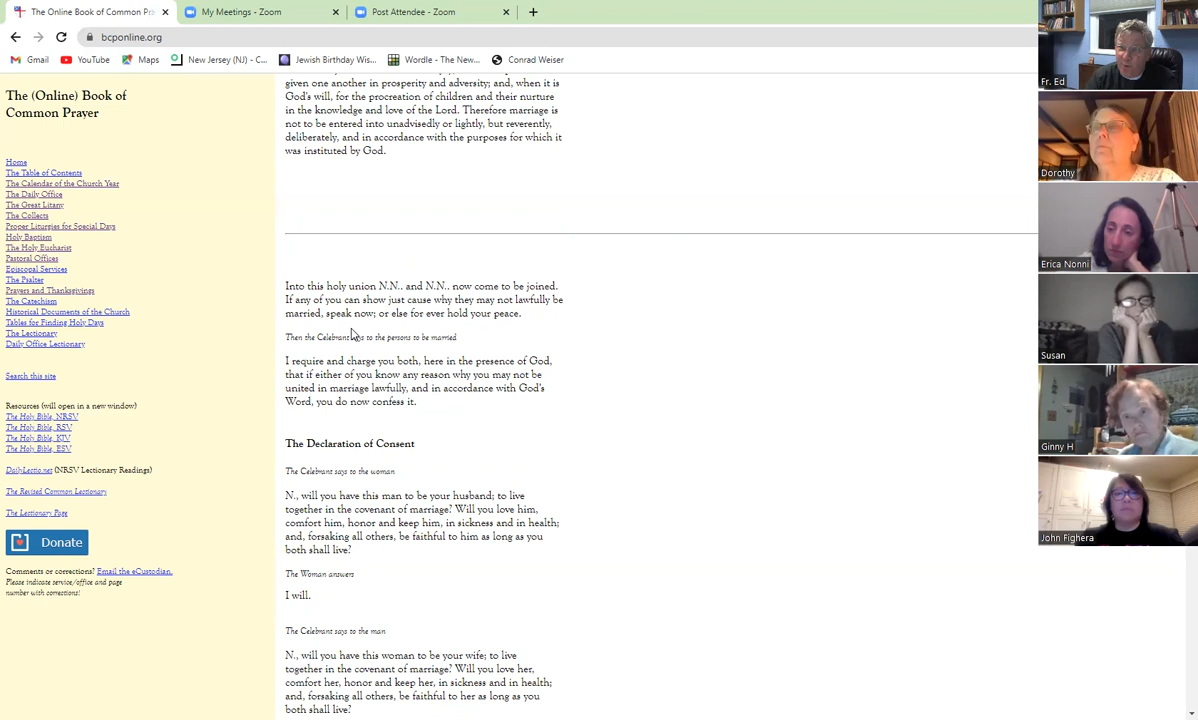 The Online Book of Common Pra
My Meetings - Zoom
Post Attendee - Zoom
bcponline.org
Gmail
YouTube
Maps
New Jersey (NJ) - C...
Jewish Birthday Wis...
Wordle - The New...
Conrad Weiser
The (Online) Book of
Common Prayer
Home
The Table of Contents
The Calendar of the Church Year
The Daily Office
The Great Litany
The Collects
Proper Liturgies for Special Days
Holy Baptism
The Holy Eucharist
Pastoral Offices
Episcopal Services
The Psalter
Prayers and Thanksgivings
The Catechism
Historical Documents of the Church
Tables for Finding Holy Days
The Lectionary
Daily Office Lectionary
Search this site
Resources (will open in a new window)
The Holy Bible, NRSV
The Holy Bible, RSV
The Holy Bible, KJV
The Holy Bible, ESV
DailyLectio.net (NRSV Lectionary Readings)
The Revised Common Lectionary
The Lectionary Page
Donate
Comments or corrections? Email the eCustodian.
Please indicate service/office and page
number with corrections!
given one another in prosperity and adversity; and, when it is
God's will, for the procreation of children and their nurture
in the knowledge and love of the Lord. Therefore marriage is
not to be entered into unadvisedly or lightly, but reverently,
deliberately, and in accordance with the purposes for which it
was instituted by God.
Into this holy union N.N.. and N.N.. now come to be joined.
If any of you can show just cause why they may not lawfully be
married, speak now; or else for ever hold your peace.
Then the Celebrant to the persons to be married
I require and charge you both, here in the presence of God,
that if either of you know any reason why you may not be
united in marriage lawfully, and in accordance with God's
Word, you do now confess it.
The Declaration of Consent
The Celebrant says to the woman
N., will you have this man to be your husband; to live
together in the covenant of marriage? Will you love him,
comfort him, honor and keep him, in sickness and in health;
and, forsaking all others, be faithful to him as long as you
both shall live?
The Woman answers
I will.
The Celebrant says to the man
N., will you have this woman to be your wife; to live
together in the covenant of marriage? Will you love her,
comfort her, honor and keep her, in sickness and in health;
and, forsaking all others, be faithful to her as long as you
both shall live?
Fr. Ed
Dorothy
Erica Nonni
Susan
Ginny H
John Fighera